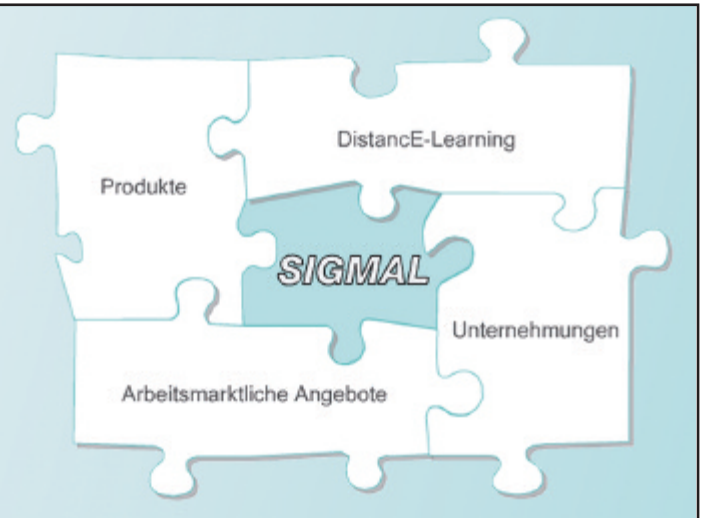 DistancE-Learning
Produkte
SIGMAL
Unternehmungen
Arbeitsmarktliche Angebote